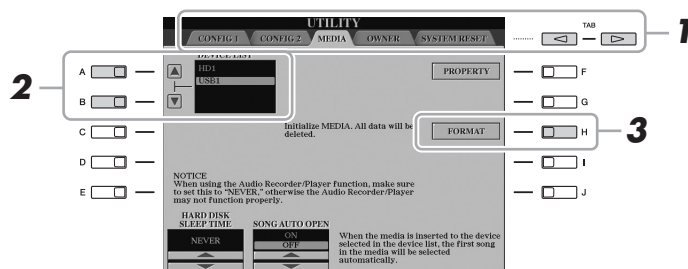 UTILITY
CONFIG 1 CONFIG 2 MEDIA OWNER SYSTEM RESET
TAB
1
DEVICE LIST
HD1
USB1
PROPERTY
A
B
C
D
E
F
G
H
I
J
2
3
Initialize MEDIA. All data will be
deleted.
FORMAT
NOTICE
When using the Audio Recorder/Player function, make sure
to set this to "NEVER," otherwise the Audio Recorder/Player
may not function properly.
HARD DISK
SLEEP TIME
NEVER
SONG AUTO OPEN
ON
OFF
When the media is inserted to the device
selected in the device list, the first song
in the media will be selected
automatically.